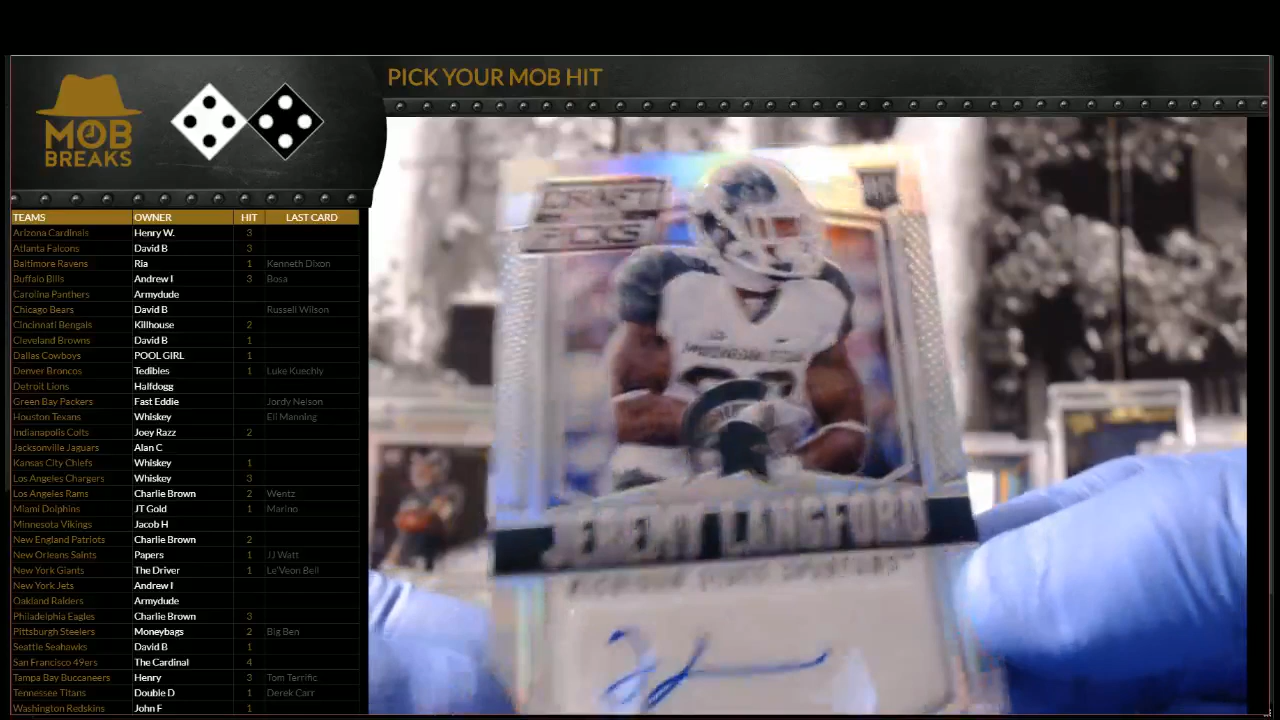 PICK YOUR MOB HIT
MOB
BREAKS
TEAMS OWNER HIT LAST CARD
Arizona Cardinals Henry W. 3
Atlanta Falcons David B 3
Baltimore Ravens Ria 1 Kenneth Dixon
Buffalo Bills Andrew I 3 Bosa
Carolina Panthers Armydude
Chicago Bears David B Russell Wilson
Cincinnati Bengals Killhouse 2
Cleveland Browns David B 1
Dallas Cowboys POOL GIRL 1
Denver Broncos Tedibles 1 Luke Kuechly
Detroit Lions Halfdogg
Green Bay Packers Fast Eddie Jordy Nelson
Houston Texans Whiskey Eli Manning
Indianapolis Colts Joey Razz 2
Jacksonville Jaguars Alan C
Kansas City Chiefs Whiskey 1
Los Angeles Chargers Whiskey 3
Los Angeles Rams Charlie Brown 2 Wentz
Miami Dolphins JT Gold 1 Marino
Minnesota Vikings Jacob H
New England Patriots Charlie Brown 2
New Orleans Saints Papers 1 JJ Watt
New York Giants The Driver 1 Le'Veon Bell
New York Jets Andrew I
Oakland Raiders Armydude
Philadelphia Eagles Charlie Brown 3
Pittsburgh Steelers Moneybags 2 Big Ben
Seattle Seahawks David B 1
San Francisco 49ers The Cardinal 4
Tampa Bay Buccaneers Henry 3 Tom Terrific
Tennessee Titans Double D 1 Derek Carr
Washington Redskins John F 1
DRAFT
PICKS
JEREMY LANGFORD